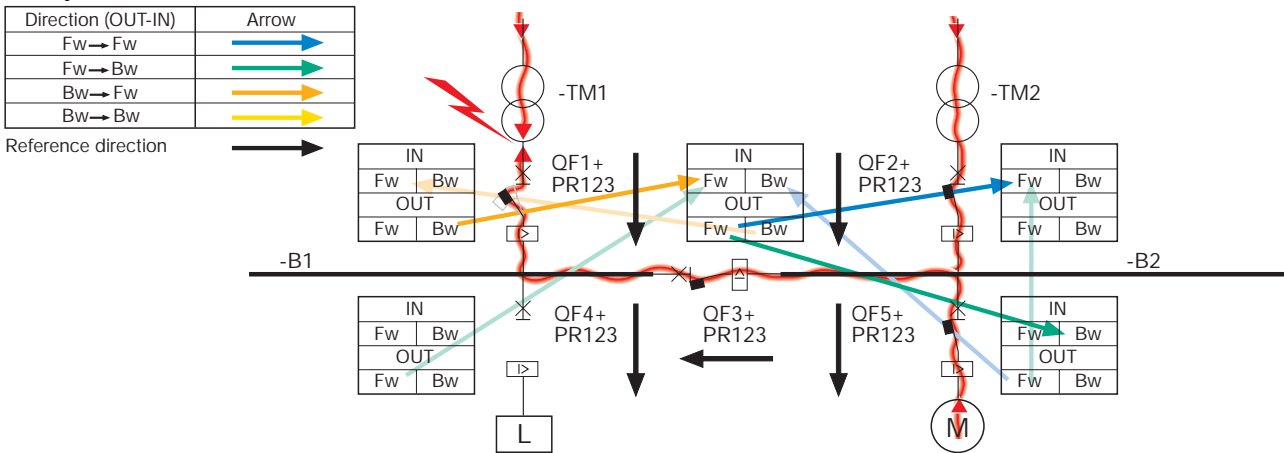 Direction (OUT-IN) Arrow
Fw→Fw
Fw→Bw
Bw→Fw
Bw→Bw
Reference direction
-TM1
-TM2
IN
Fw Bw
OUT
Fw Bw
QF1+
PR123
IN
Fw Bw
OUT
Fw Bw
QF2+
PR123
IN
Fw Bw
OUT
Fw Bw
-B1
-B2
IN
Fw Bw
OUT
Fw Bw
QF4+
PR123
QF3+
PR123
QF5+
PR123
IN
Fw Bw
OUT
Fw Bw
L
M